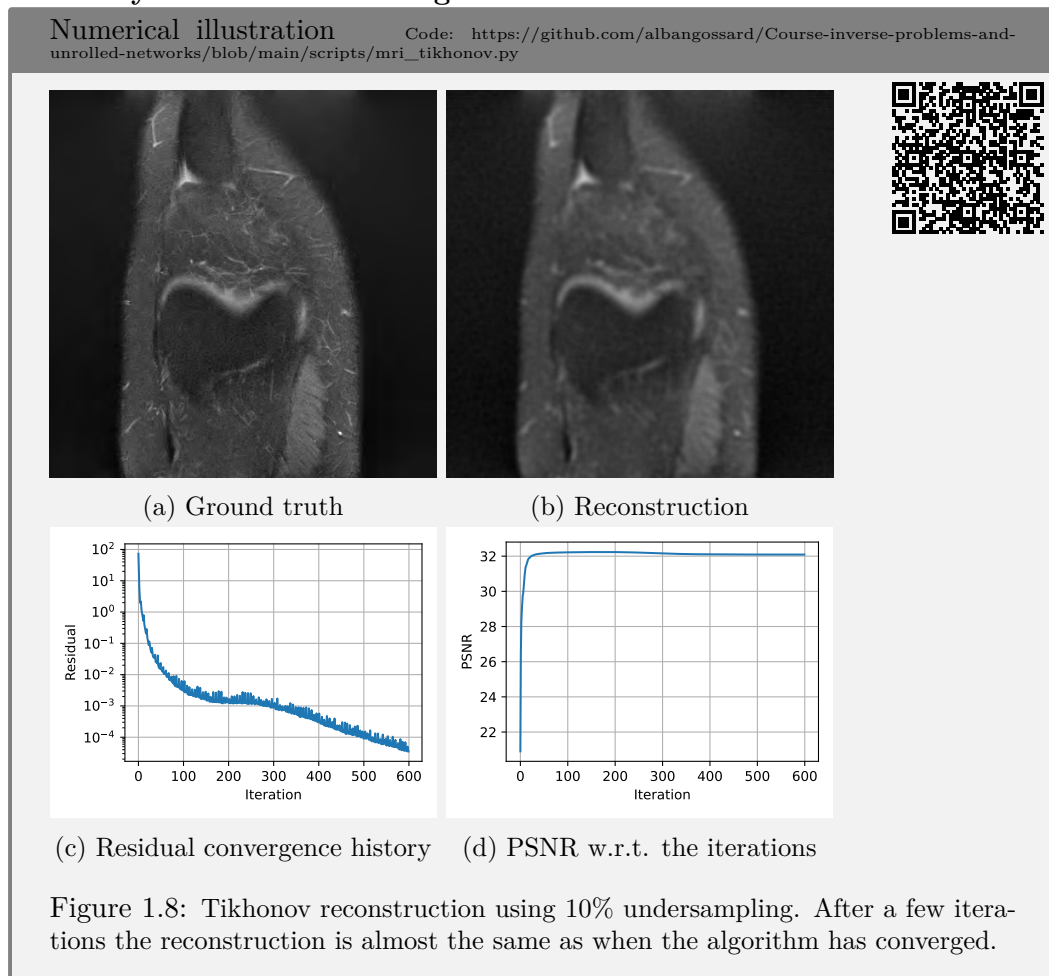 Numerical illustration Code: https://github.com/albangossard/Course-inverse-problems-and-
unrolled-networks/blob/main/scripts/mri_tikhonov.py
(a) Ground truth
(b) Reconstruction
10^2
10^1
10^0
10^−1
10^−2
10^−3
10^−4
Residual
0 100 200 300 400 500 600
Iteration
32
30
28
26
24
22
PSNR
0 100 200 300 400 500 600
Iteration
(c) Residual convergence history
(d) PSNR w.r.t. the iterations
Figure 1.8: Tikhonov reconstruction using 10% undersampling. After a few itera-
tions the reconstruction is almost the same as when the algorithm has converged.